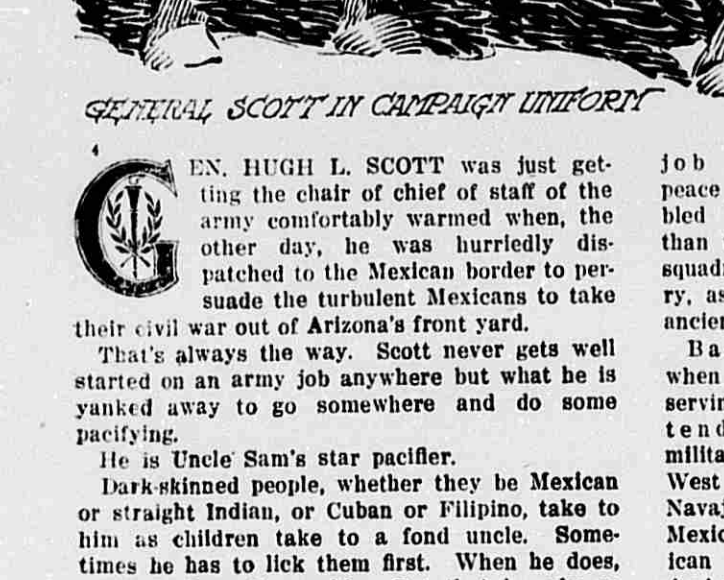 GENERAL SCOTT IN CAMPAIGN UNIFORM
GEN. HUGH L. SCOTT was just get-
ting the chair of chief of staff of the
army comfortably warmed when, the
other day, he was hurriedly dis-
patched to the Mexican border to per-
suade the turbulent Mexicans to take
their civil war out of Arizona's front yard.
That's always the way. Scott never gets well
started on an army job anywhere but what he is
yanked away to go somewhere and do some
pacifying.
He is Uncle Sam's star pacifier.
Dark-skinned people, whether they be Mexican
or straight Indian, or Cuban or Filipino, take to
him as children take to a fond uncle. Some-
times he has to lick them first. When he does,
job
peace
bled
than
squad
ry, as
ancien
Ba
when
servin
tend
milita
West
Navaj
Mexic
ican